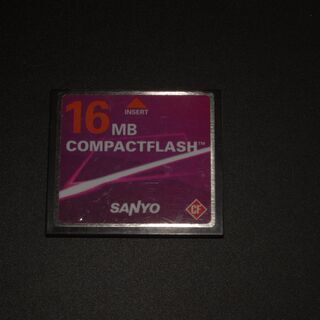 INSERT
16 MB
COMPACTFLASH™
SANYO
CF